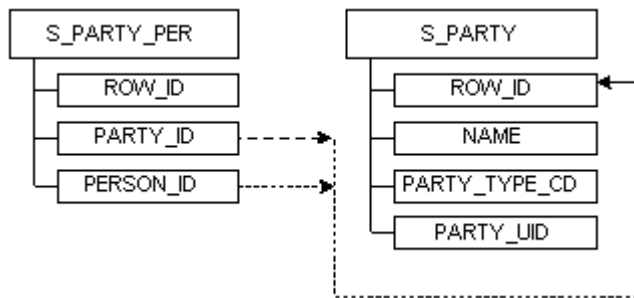 S_PARTY_PER
ROW_ID
PARTY_ID
PERSON_ID
S_PARTY
ROW_ID
NAME
PARTY_TYPE_CD
PARTY_UID